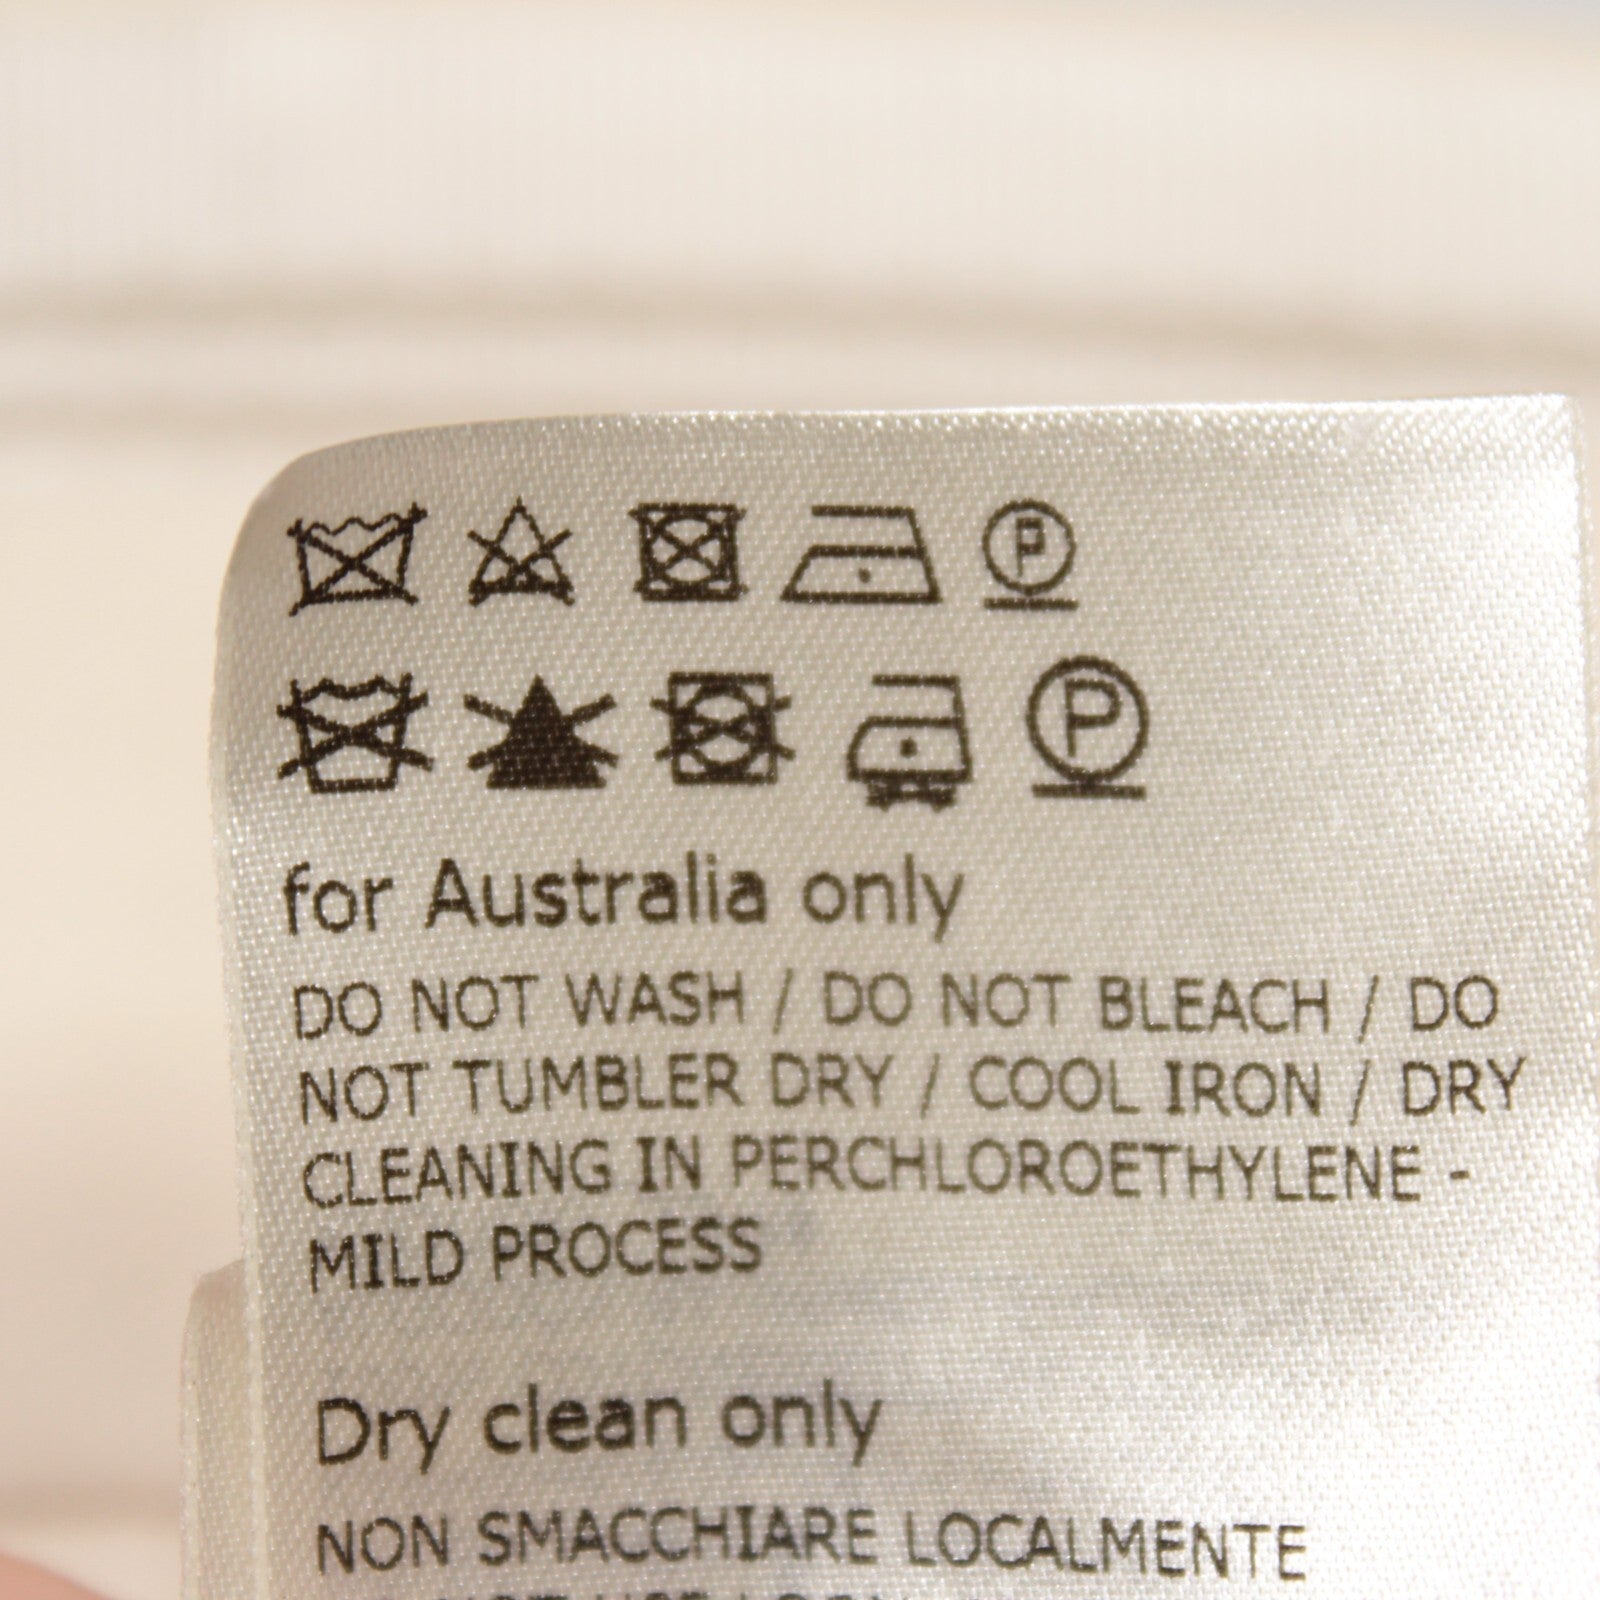 P
P
for Australia only
DO NOT WASH / DO NOT BLEACH / DO
NOT TUMBLER DRY / COOL IRON / DRY
CLEANING IN PERCHLOROETHYLENE -
MILD PROCESS
Dry clean only
NON SMACCHIARE LOCALMENTE